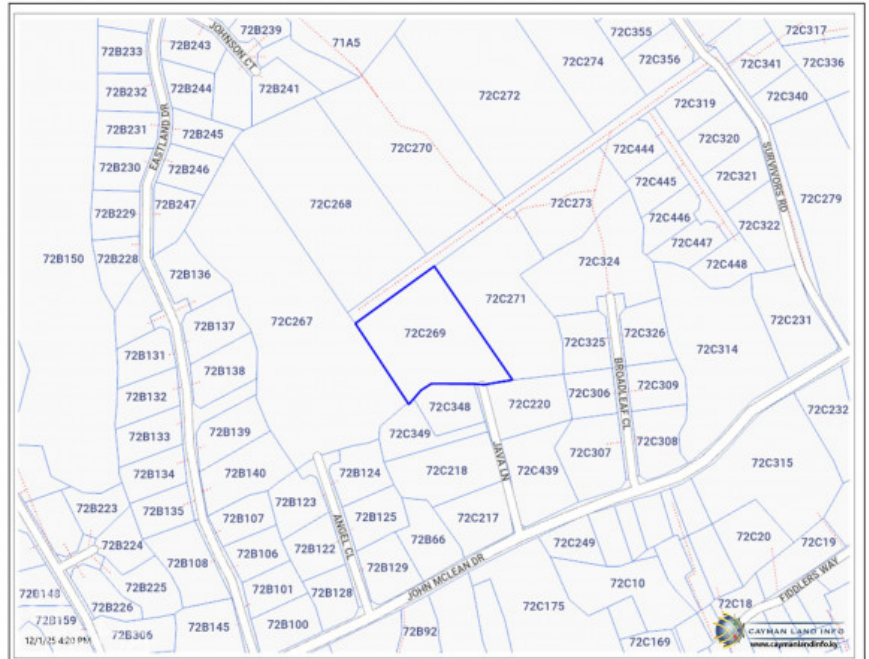 72B239
JOHNSON CT
72B233
72B243
71A5
72C355
72C317
72C274
72C356
72C341
72C336
72B232
72B244
72B241
72C272
72C340
72C319
72B231
EASTLAND DR
72B245
72C270
72C320
SURVIVORS RD
72C444
72B230
72B246
72C445
72C321
72B229
72B247
72C268
72C273
72C446
72C322
72C279
72C447
72B150
72B228
72C324
72C448
72B136
72C271
72C267
72B137
72C269
72C325
72C326
72C231
72B131
72C314
72B138
BROADLEAF CL
72B132
72C348
72C220
72C306
72C309
72C232
72B133
72B139
72C349
72C307
72C308
JAVA LN
72B134
72B140
72B124
72C218
72C439
72C315
72B223
72B135
72B123
72B107
72B125
72C217
ANGEL CL
72B224
72B106
72B122
72B66
72C249
72C20
72C19
72B108
72B129
JOHN MCLEAN DR
72B225
72B101
72B128
72C10
FIDDLERS WAY
72B148
72B226
72C175
72C18
72B159
72B306
72B145
72B100
72B92
72C169
12/1/25 4:20 PM
CAYMAN LAND INFO
www.caymanlandinfo.ky